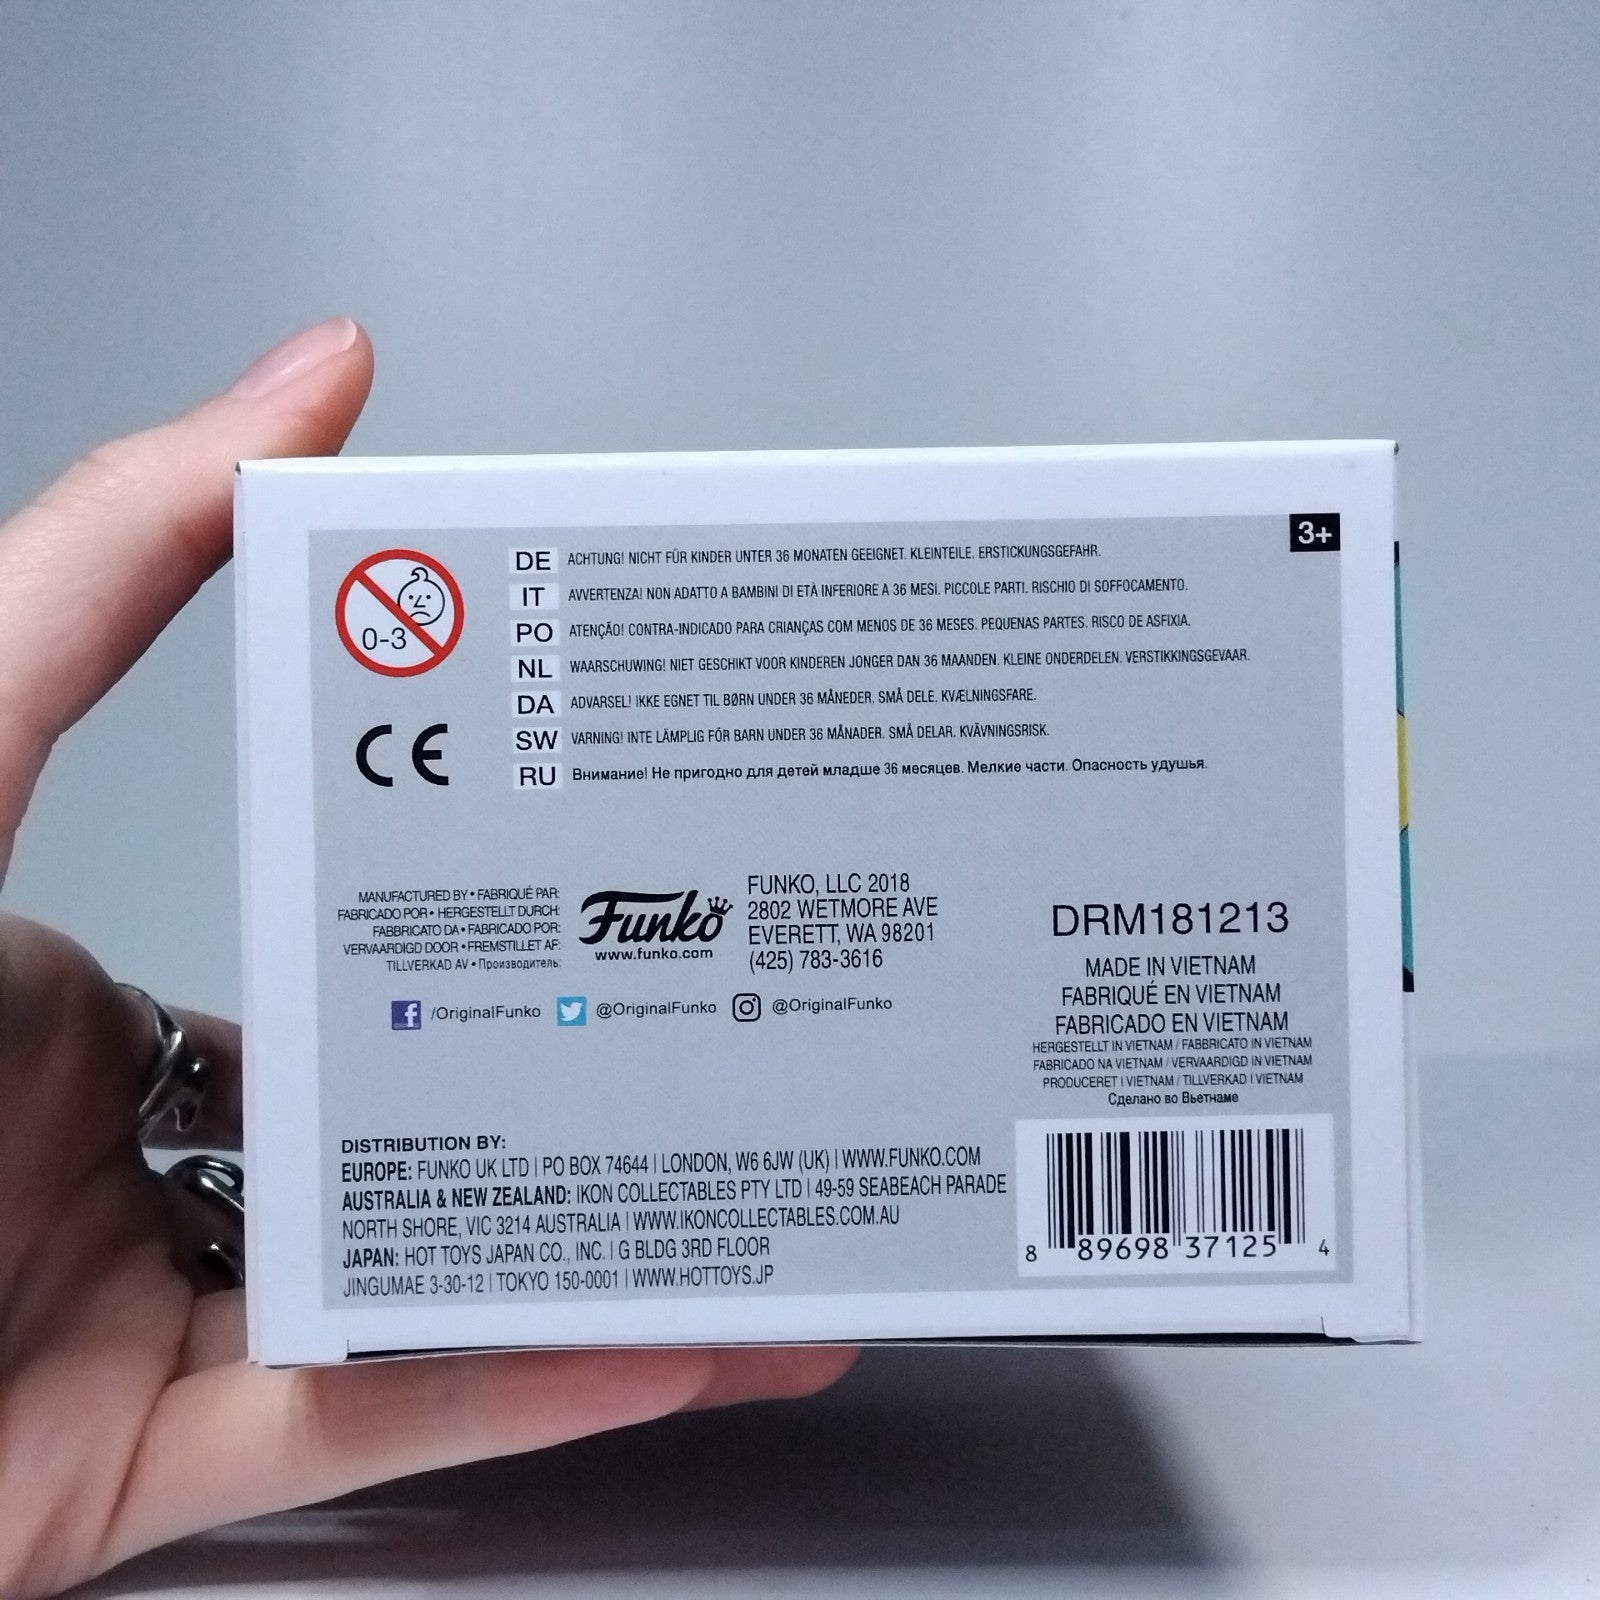 3+
0-3
DE ACHTUNG! NICHT FÜR KINDER UNTER 36 MONATEN GEEIGNET. KLEINTEILE. ERSTICKUNGSGEFAHR.
IT AVVERTENZA! NON ADATTO A BAMBINI DI ETÀ INFERIORE A 36 MESI. PICCOLE PARTI. RISCHIO DI SOFFOCAMENTO.
PO ATENÇÃO! CONTRA-INDICADO PARA CRIANÇAS COM MENOS DE 36 MESES. PEQUENAS PARTES. RISCO DE ASFIXIA.
NL WAARSCHUWING! NIET GESCHIKT VOOR KINDEREN JONGER DAN 36 MAANDEN. KLEINE ONDERDELEN. VERSTIKKINGSGEVAAR.
DA ADVARSEL! IKKE EGNET TIL BØRN UNDER 36 MÅNEDER. SMÅ DELE. KVÆLNINGSFARE.
SW VARNING! INTE LÄMPLIG FÖR BARN UNDER 36 MÅNADER. SMÅ DELAR. KVÄVNINGSRISK.
RU Внимание! Не пригодно для детей младше 36 месяцев. Мелкие части. Опасность удушья.
CE
MANUFACTURED BY • FABRIQUÉ PAR:
FABRICADO POR • HERGESTELLT DURCH:
FABBRICATO DA • FABRICADO POR:
VERVAARDIGD DOOR • FREMSTILLET AF:
TILLVERKAD AV • Производитель:
Funko
www.funko.com
FUNKO, LLC 2018
2802 WETMORE AVE
EVERETT, WA 98201
(425) 783-3616
/OriginalFunko @OriginalFunko @OriginalFunko
DRM181213
MADE IN VIETNAM
FABRIQUÉ EN VIETNAM
FABRICADO EN VIETNAM
HERGESTELLT IN VIETNAM / FABBRICATO IN VIETNAM
FABRICADO NA VIETNAM / VERVAARDIGD IN VIETNAM
PRODUCERET I VIETNAM / TILLVERKAD I VIETNAM
Сделано во Вьетнаме
DISTRIBUTION BY:
EUROPE: FUNKO UK LTD | PO BOX 74644 | LONDON, W6 6JW (UK) | WWW.FUNKO.COM
AUSTRALIA & NEW ZEALAND: IKON COLLECTABLES PTY LTD | 49-59 SEABEACH PARADE
NORTH SHORE, VIC 3214 AUSTRALIA | WWW.IKONCOLLECTABLES.COM.AU
JAPAN: HOT TOYS JAPAN CO., INC. | G BLDG 3RD FLOOR
JINGUMAE 3-30-12 | TOKYO 150-0001 | WWW.HOTTOYS.JP
8 89698 37125 4